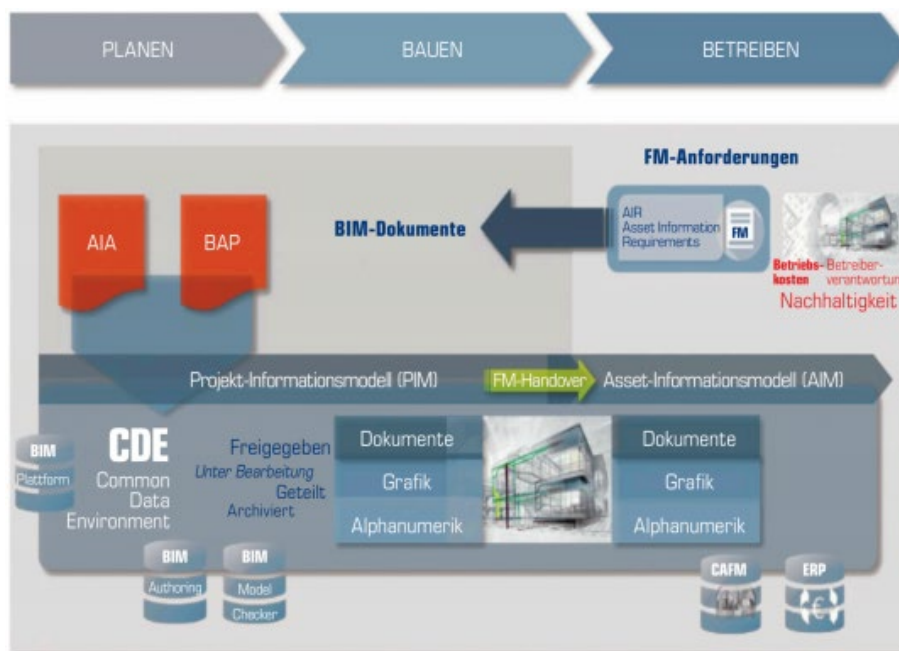 PLANEN
BAUEN
BETREIBEN
FM-Anforderungen
AIA
BAP
BIM-Dokumente
AIR
Asset Information
Requirements
FM
Betriebs-
kosten
Betreiber-
verantwortun
Nachhaltigkeit
Projekt-Informationsmodell (PIM)
FM-Handover
Asset-Informationsmodell (AIM)
BIM
Plattform
CDE
Common
Data
Environment
Freigegeben
Unter Bearbeitung
Geteilt
Archiviert
Dokumente
Grafik
Alphanumerik
Dokumente
Grafik
Alphanumerik
BIM
Authoring
BIM
Model
Checker
CAFM
ERP
€